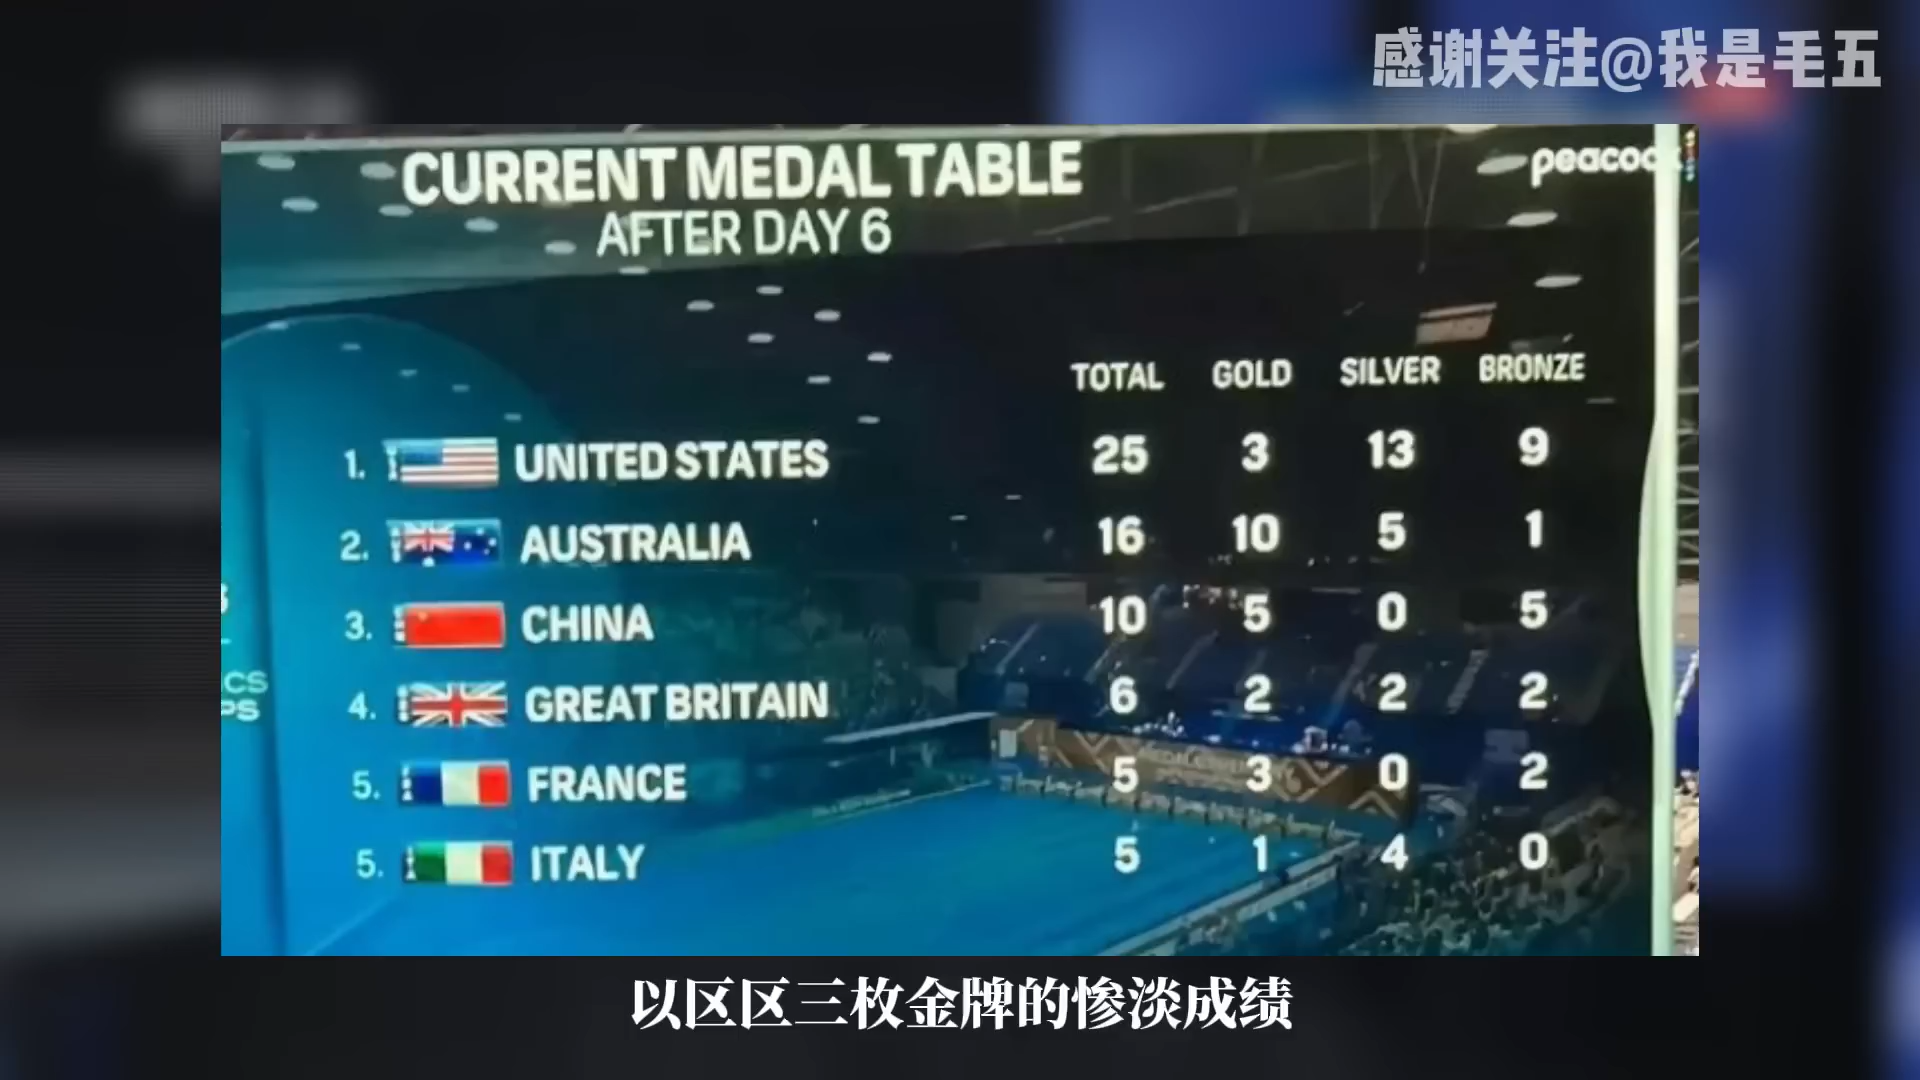 感谢关注@我是毛五
CURRENT MEDAL TABLE
AFTER DAY 6
peacock
TOTAL GOLD SILVER BRONZE
1. UNITED STATES 25 3 13 9
2. AUSTRALIA 16 10 5 1
3. CHINA 10 5 0 5
4. GREAT BRITAIN 6 2 2 2
5. FRANCE 5 3 0 2
5. ITALY 5 1 4 0
CS
PS
以区区三枚金牌的惨淡成绩